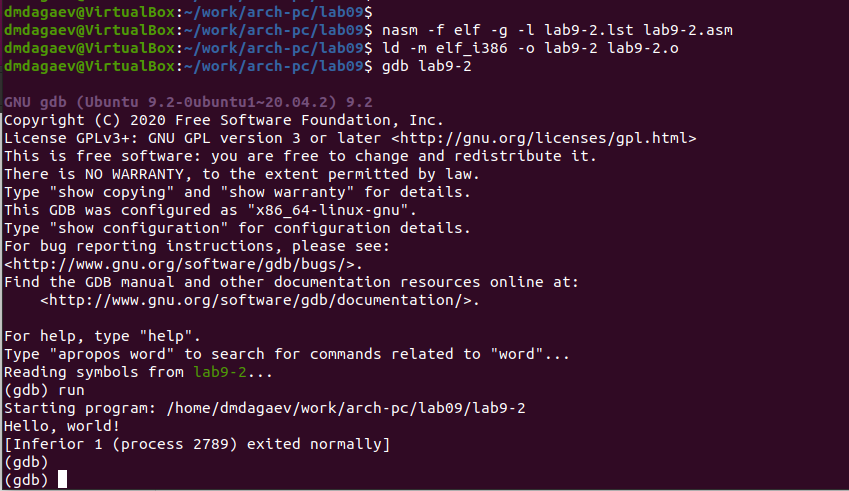 dmdagaev@VirtualBox:~/work/arch-pc/lab09$
dmdagaev@VirtualBox:~/work/arch-pc/lab09$ nasm -f elf -g -l lab9-2.lst lab9-2.asm
dmdagaev@VirtualBox:~/work/arch-pc/lab09$ ld -m elf_i386 -o lab9-2 lab9-2.o
dmdagaev@VirtualBox:~/work/arch-pc/lab09$ gdb lab9-2

GNU gdb (Ubuntu 9.2-0ubuntu1~20.04.2) 9.2
Copyright (C) 2020 Free Software Foundation, Inc.
License GPLv3+: GNU GPL version 3 or later <http://gnu.org/licenses/gpl.html>
This is free software: you are free to change and redistribute it.
There is NO WARRANTY, to the extent permitted by law.
Type "show copying" and "show warranty" for details.
This GDB was configured as "x86_64-linux-gnu".
Type "show configuration" for configuration details.
For bug reporting instructions, please see:
<http://www.gnu.org/software/gdb/bugs/>.
Find the GDB manual and other documentation resources online at:
    <http://www.gnu.org/software/gdb/documentation/>.

For help, type "help".
Type "apropos word" to search for commands related to "word"...
Reading symbols from lab9-2...
(gdb) run
Starting program: /home/dmdagaev/work/arch-pc/lab09/lab9-2
Hello, world!
[Inferior 1 (process 2789) exited normally]
(gdb)
(gdb)